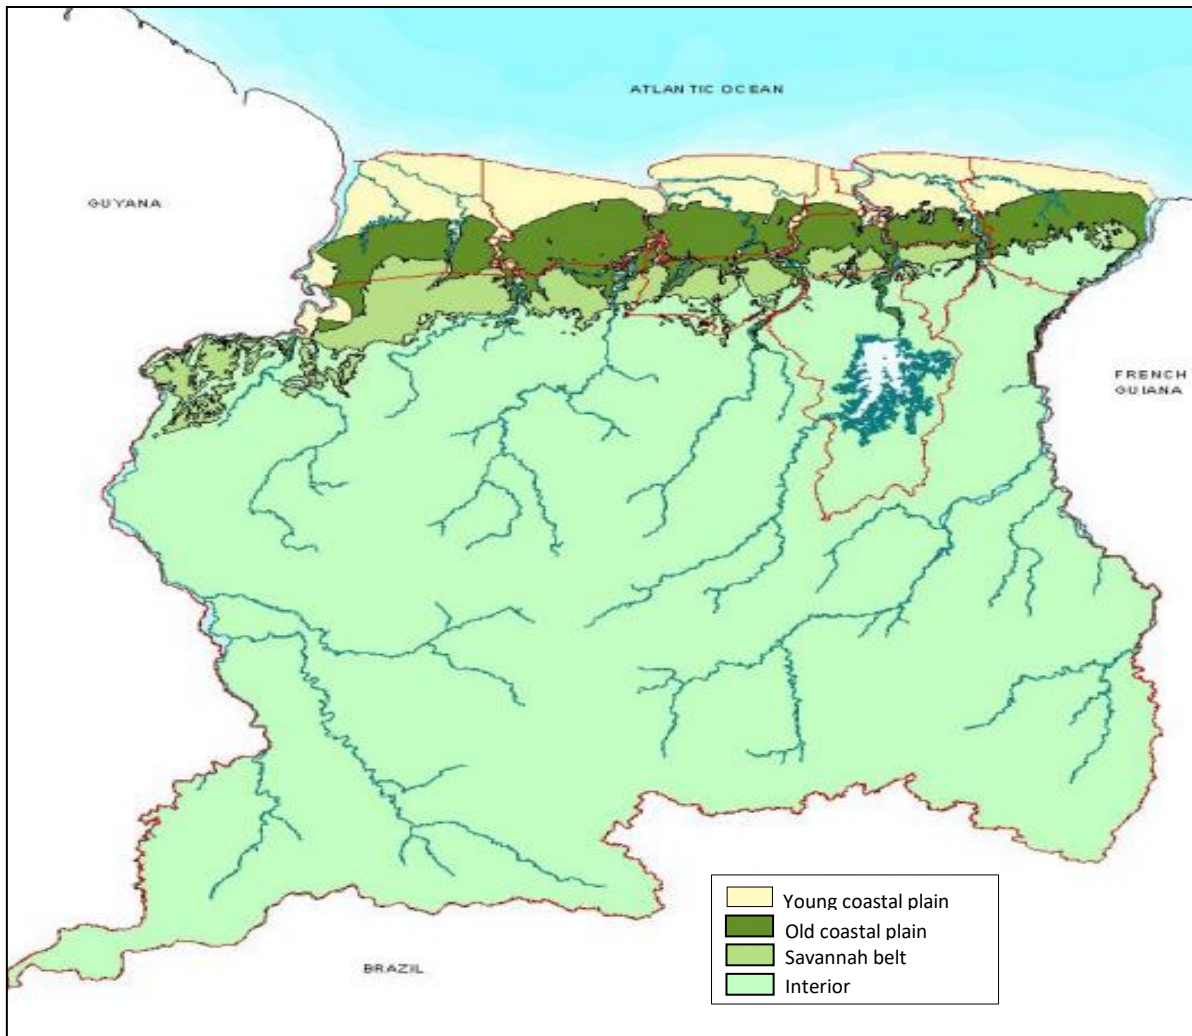 ATLANTIC OCEAN
GUYANA
FRENCH
GUIANA
Young coastal plain
Old coastal plain
Savannah belt
Interior
BRAZIL